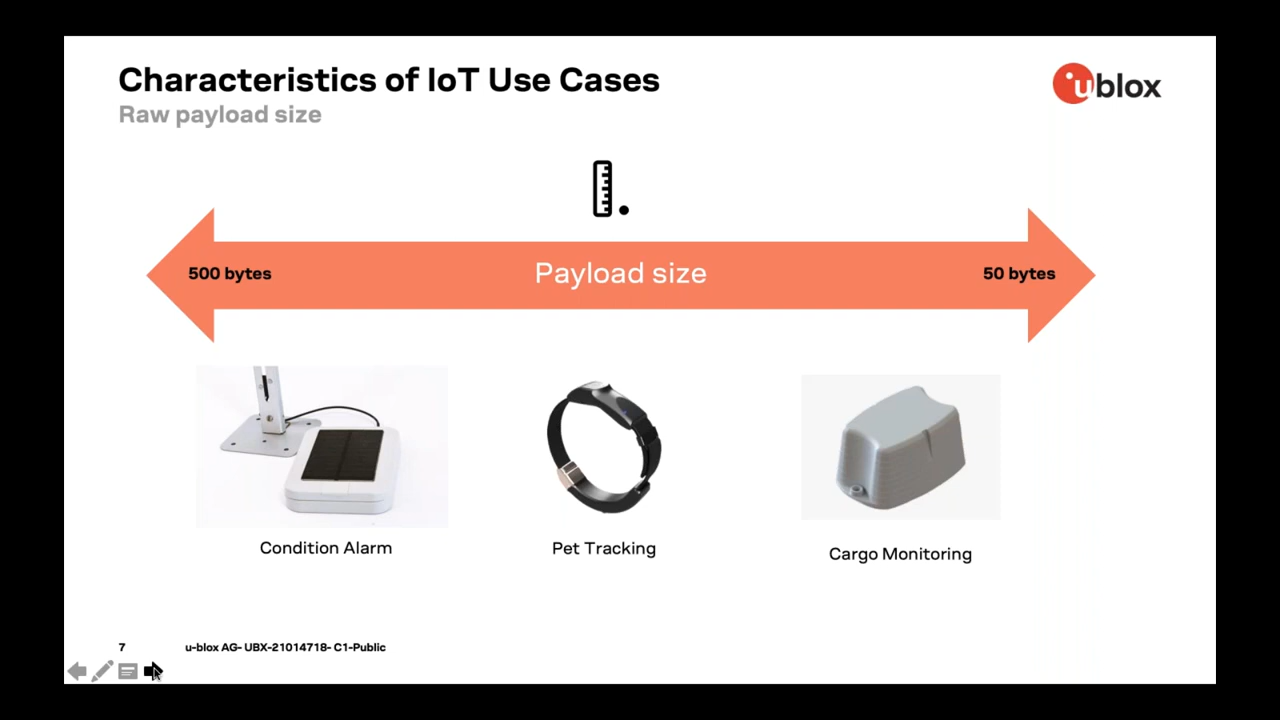 Characteristics of IoT Use Cases
Raw payload size
ublox
500 bytes
Payload size
50 bytes
Condition Alarm
Pet Tracking
Cargo Monitoring
7
u-blox AG- UBX-21014718- C1-Public